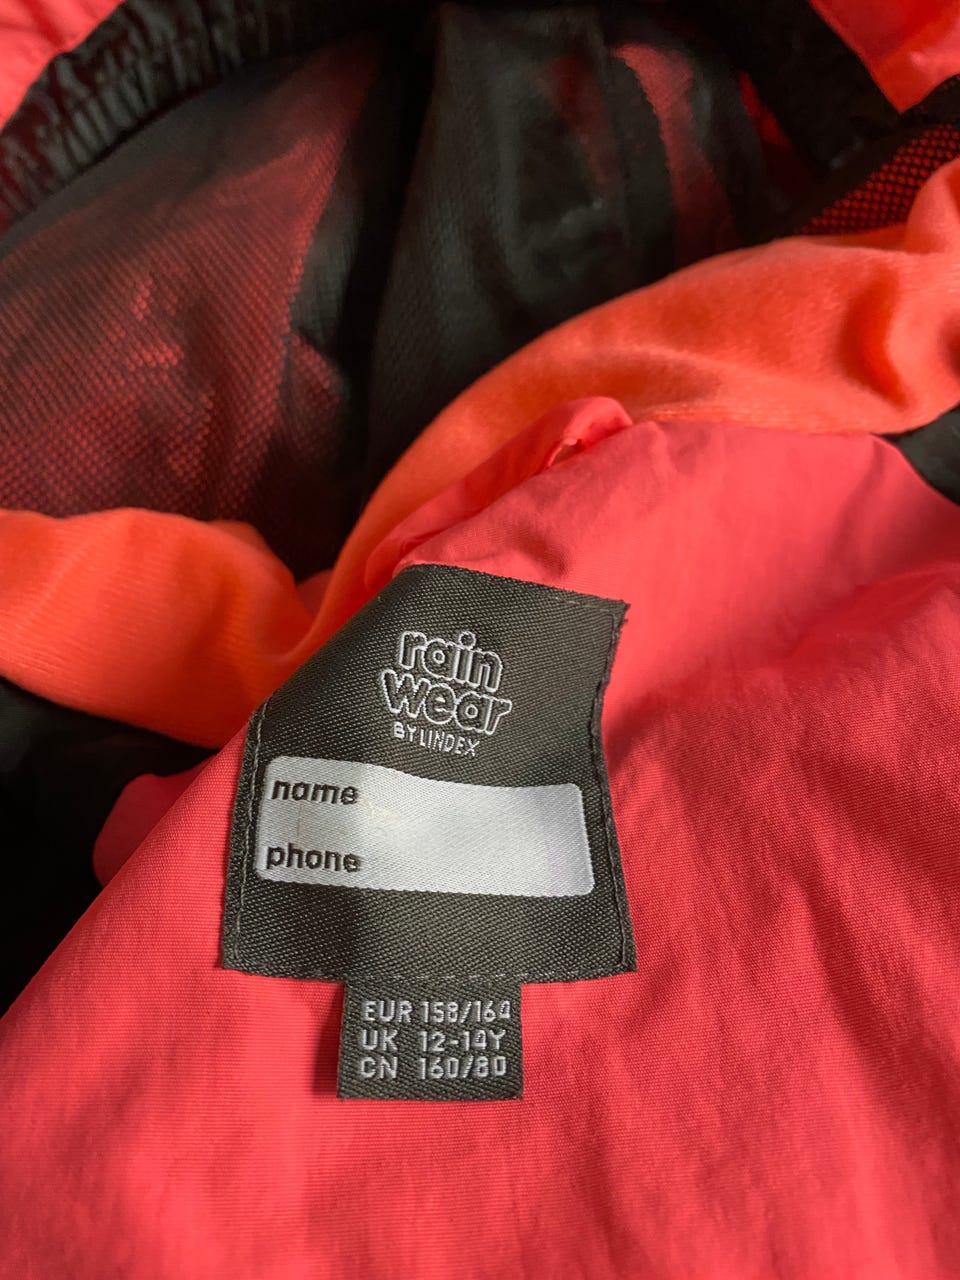 rain
wear
BY LINDEX
name
phone
EUR 158/164
UK 12-14Y
CN 160/80